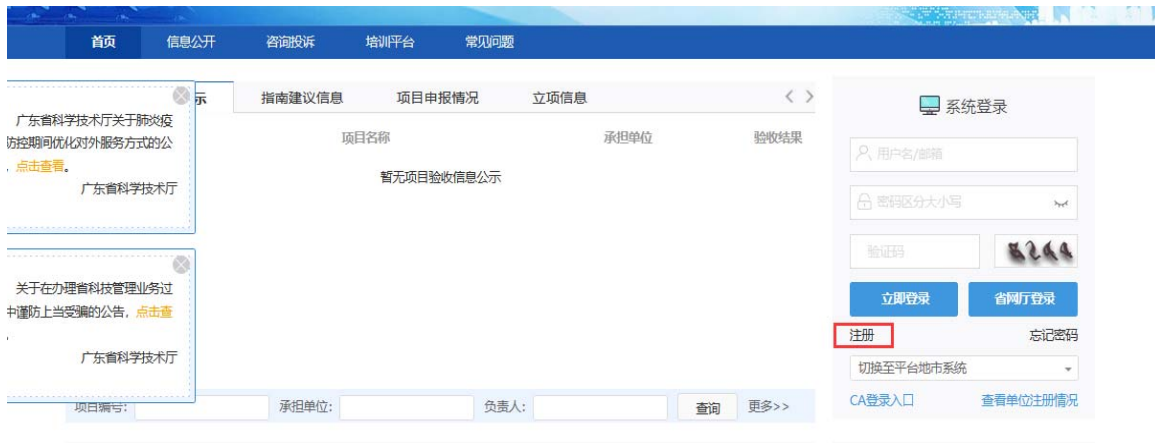 首页 信息公开 咨询投诉 培训平台 常见问题
示 指南建议信息 项目申报情况 立项信息 < >
项目名称 承担单位 验收结果
暂无项目验收信息公示
广东省科学技术厅关于肺炎疫
防控期间优化对外服务方式的公
，点击查看。
广东省科学技术厅
关于在办理省科技管理业务过
中谨防上当受骗的公告，点击查
广东省科学技术厅
项目编号: 承担单位: 负责人: 查询 更多>>
系统登录
用户名/邮箱
密码区分大小写
验证码 8244
立即登录 省网厅登录
注册 忘记密码
切换至平台地市系统
CA登录入口 查看单位注册情况